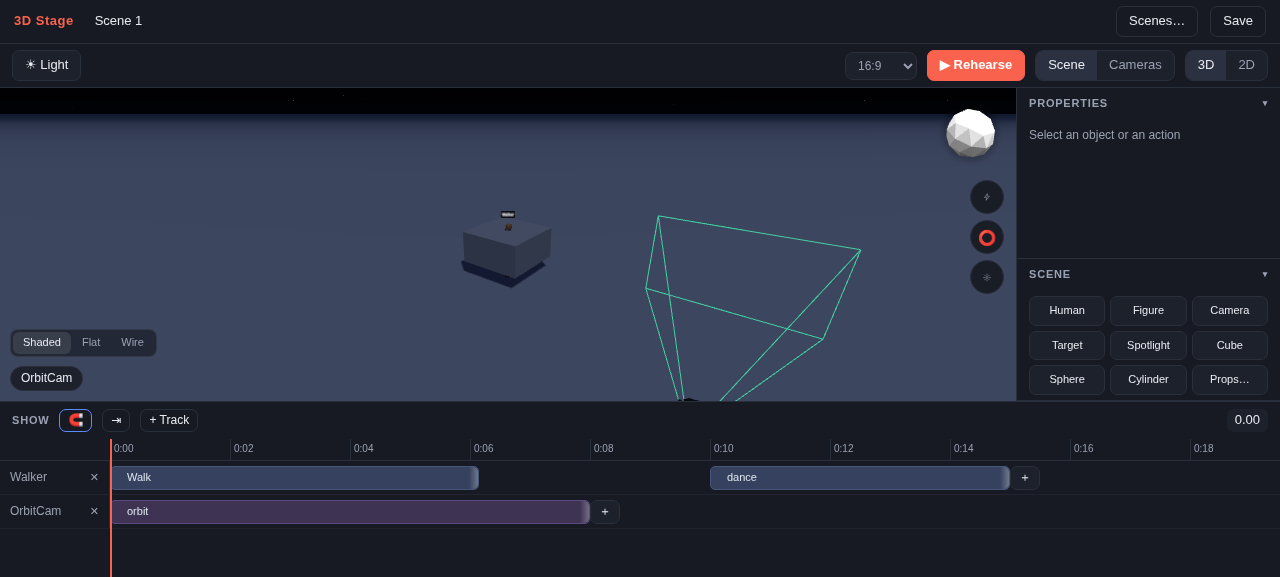 3D Stage Scene 1 Scenes… Save
☀ Light 16:9 ▶ Rehearse Scene Cameras 3D 2D
PROPERTIES ▾
Select an object or an action
Walker
SCENE ▾
Human Figure Camera
Target Spotlight Cube
Sphere Cylinder Props…
Shaded Flat Wire
OrbitCam
SHOW ⇥ + Track 0.00
0:00 0:02 0:04 0:06 0:08 0:10 0:12 0:14 0:16 0:18
Walker × Walk dance +
OrbitCam × orbit +